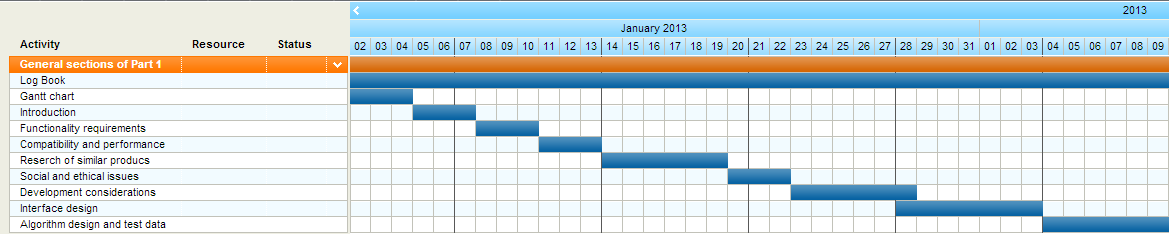 2013
January 2013
Activity Resource Status 02 03 04 05 06 07 08 09 10 11 12 13 14 15 16 17 18 19 20 21 22 23 24 25 26 27 28 29 30 31 01 02 03 04 05 06 07 08 09
General sections of Part 1
Log Book
Gantt chart
Introduction
Functionality requirements
Compatibility and performance
Reserch of similar producs
Social and ethical issues
Development considerations
Interface design
Algorithm design and test data